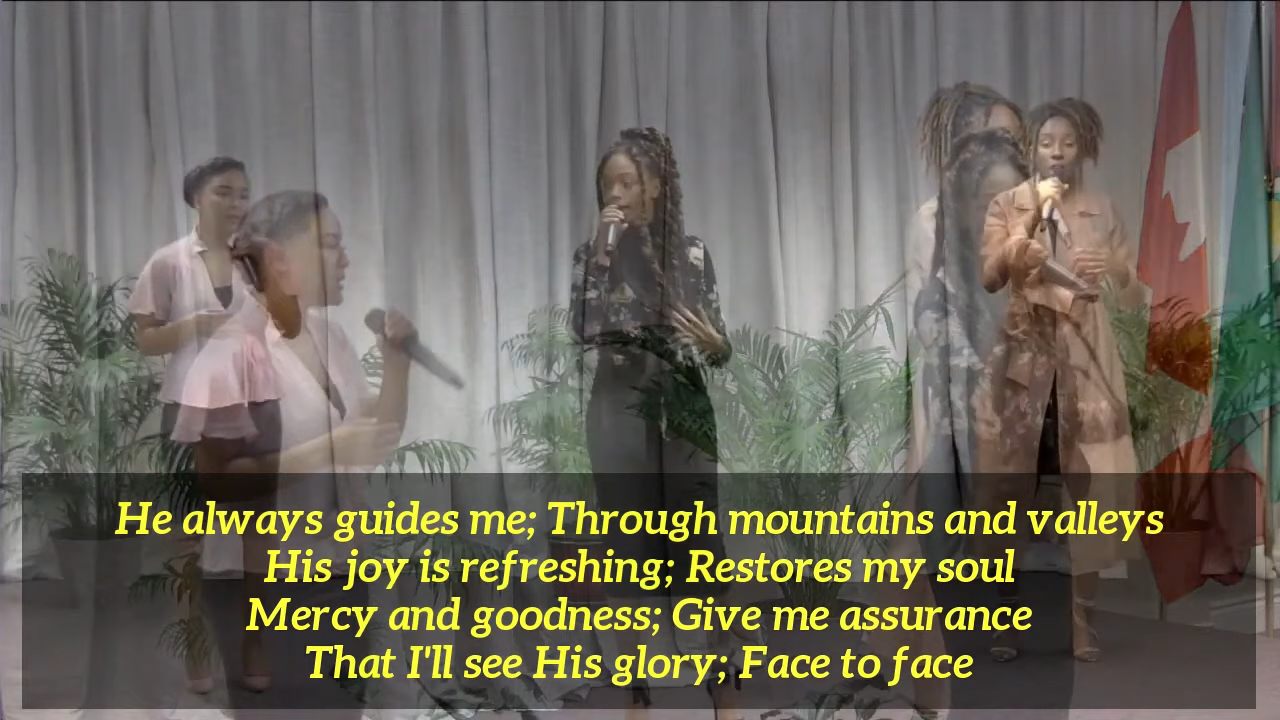 He always guides me; Through mountains and valleys
His joy is refreshing; Restores my soul
Mercy and goodness; Give me assurance
That I'll see His glory; Face to face